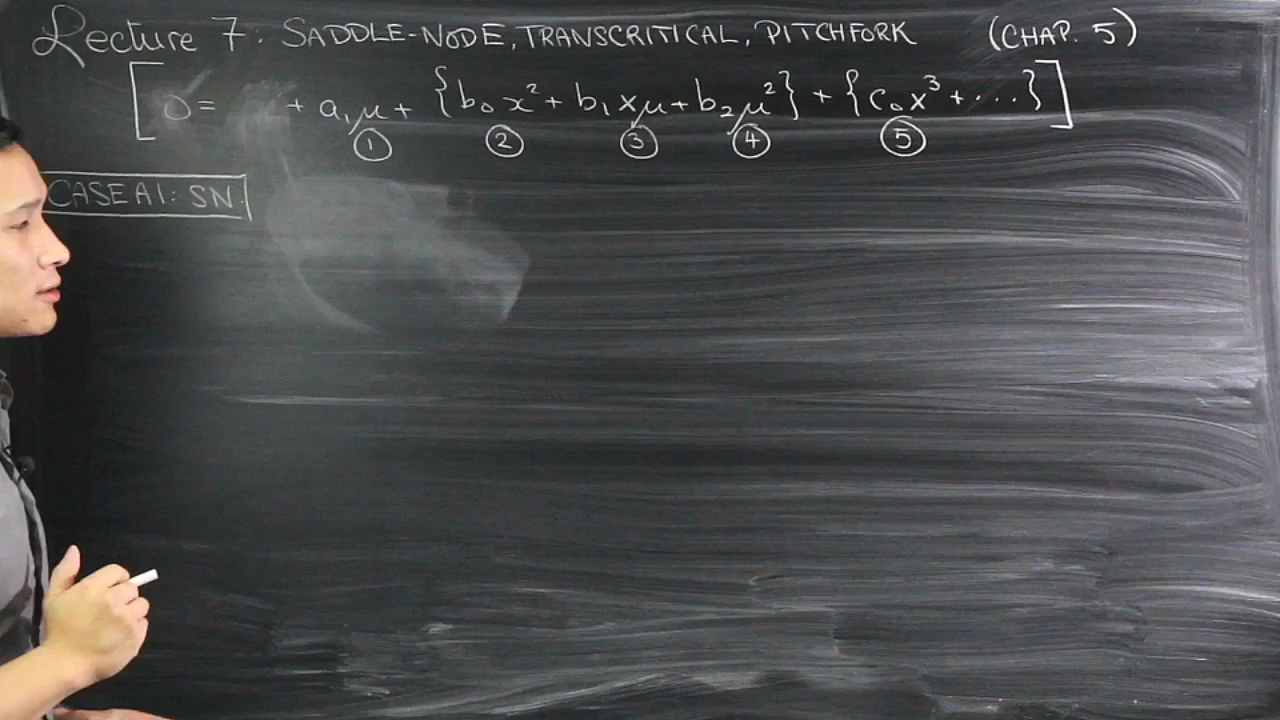 Lecture 7: SADDLE-NODE, TRANSCRITICAL, PITCHFORK (CHAP. 5)
[ 0 = + a₁μ + {b₀x² + b₁xμ + b₂μ²} + {c₀x³ + ...} ]
① ② ③ ④ ⑤
CASE A1: SN.